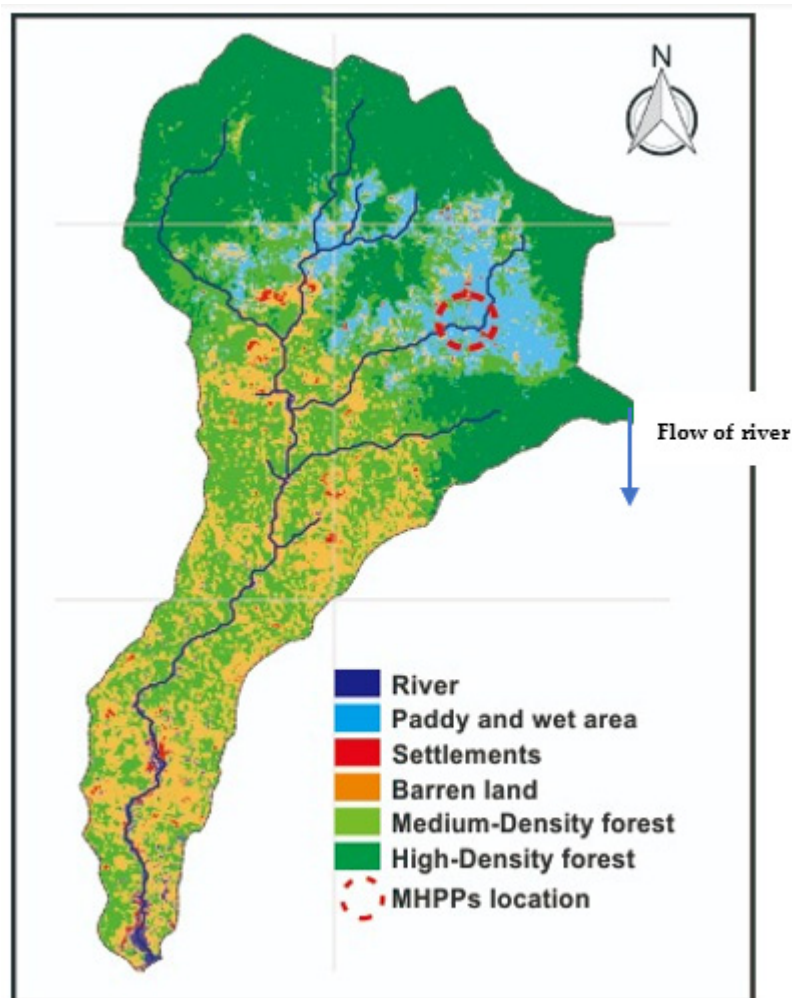 N
Flow of river
River
Paddy and wet area
Settlements
Barren land
Medium-Density forest
High-Density forest
MHPPs location